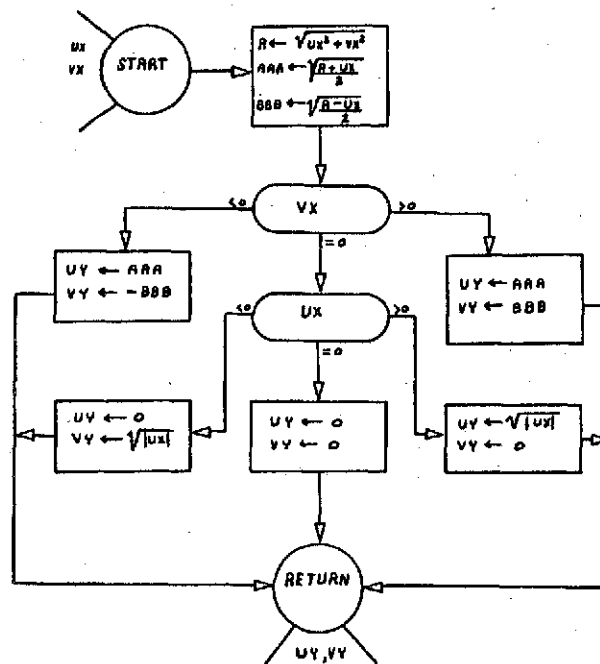 UX
VX
START
R ← √UX² + VX²
AAA ← √R + UX / 2
BBB ← √R - UX / 2
<0
VX
>0
=0
UY ← AAA
VY ← -BBB
UY ← AAA
VY ← BBB
<0
UX
>0
=0
UY ← 0
VY ← √|UX|
UY ← 0
VY ← 0
UY ← √|UX|
VY ← 0
RETURN
UY, VY